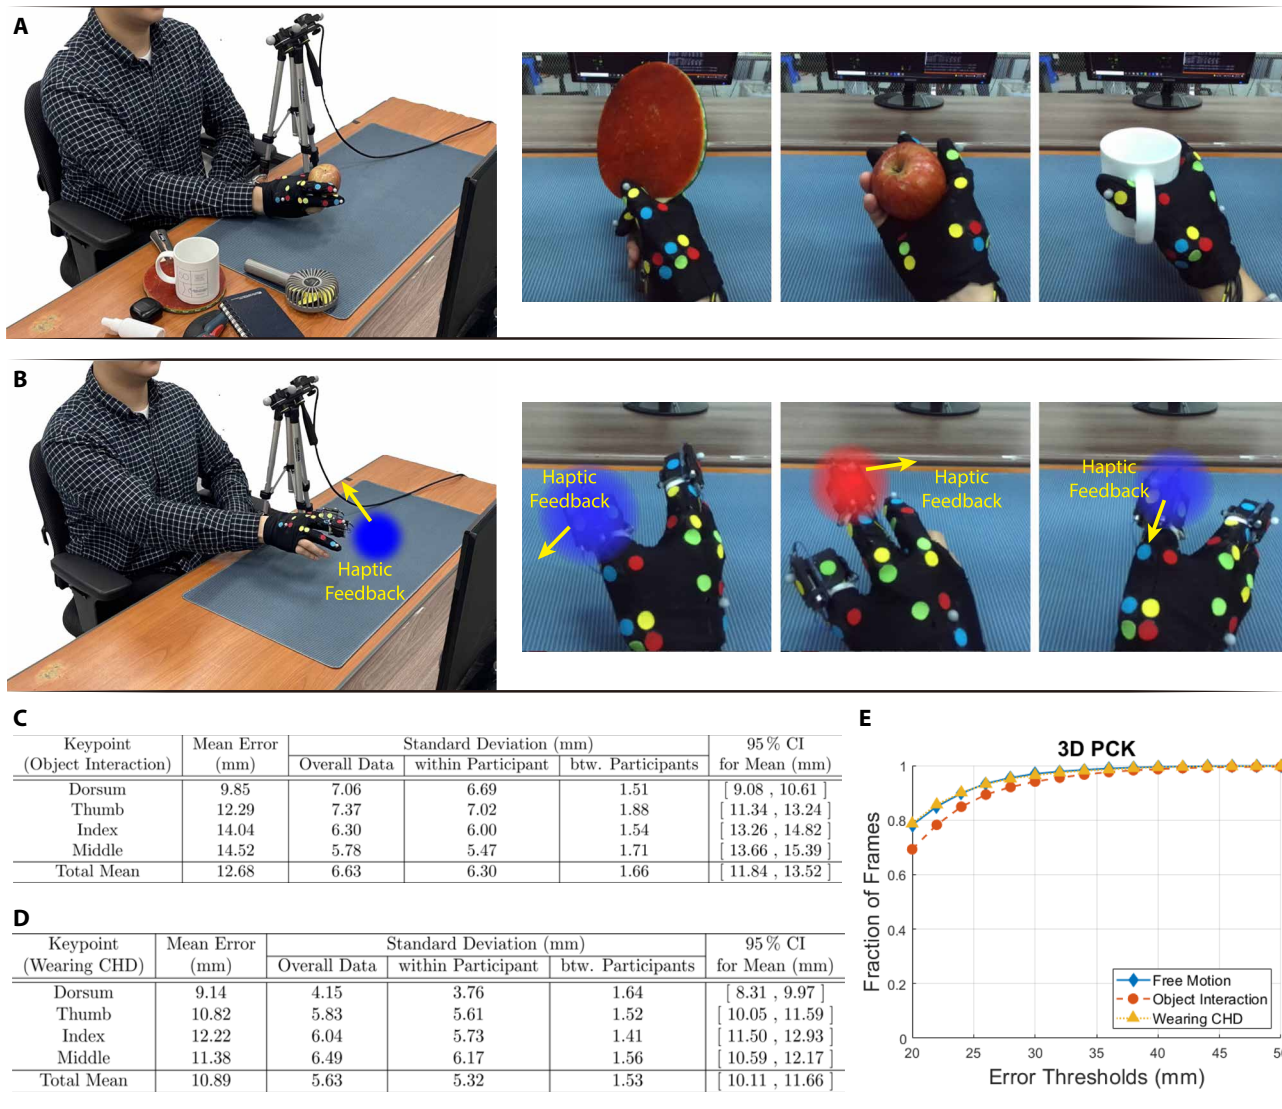 A
B
Haptic
Feedback
Haptic
Feedback
Haptic
Feedback
Haptic
Feedback
C
Keypoint Mean Error Standard Deviation (mm) 95 % CI
(Object Interaction) (mm) Overall Data within Participant btw. Participants for Mean (mm)
Dorsum 9.85 7.06 6.69 1.51 [ 9.08 , 10.61 ]
Thumb 12.29 7.37 7.02 1.88 [ 11.34 , 13.24 ]
Index 14.04 6.30 6.00 1.54 [ 13.26 , 14.82 ]
Middle 14.52 5.78 5.47 1.71 [ 13.66 , 15.39 ]
Total Mean 12.68 6.63 6.30 1.66 [ 11.84 , 13.52 ]
D
Keypoint Mean Error Standard Deviation (mm) 95 % CI
(Wearing CHD) (mm) Overall Data within Participant btw. Participants for Mean (mm)
Dorsum 9.14 4.15 3.76 1.64 [ 8.31 , 9.97 ]
Thumb 10.82 5.83 5.61 1.52 [ 10.05 , 11.59 ]
Index 12.22 6.04 5.73 1.41 [ 11.50 , 12.93 ]
Middle 11.38 6.49 6.17 1.56 [ 10.59 , 12.17 ]
Total Mean 10.89 5.63 5.32 1.53 [ 10.11 , 11.66 ]
E
3D PCK
Fraction of Frames
1
0.8
0.6
0.4
0.2
0
Free Motion
Object Interaction
Wearing CHD
20 25 30 35 40 45 50
Error Thresholds (mm)